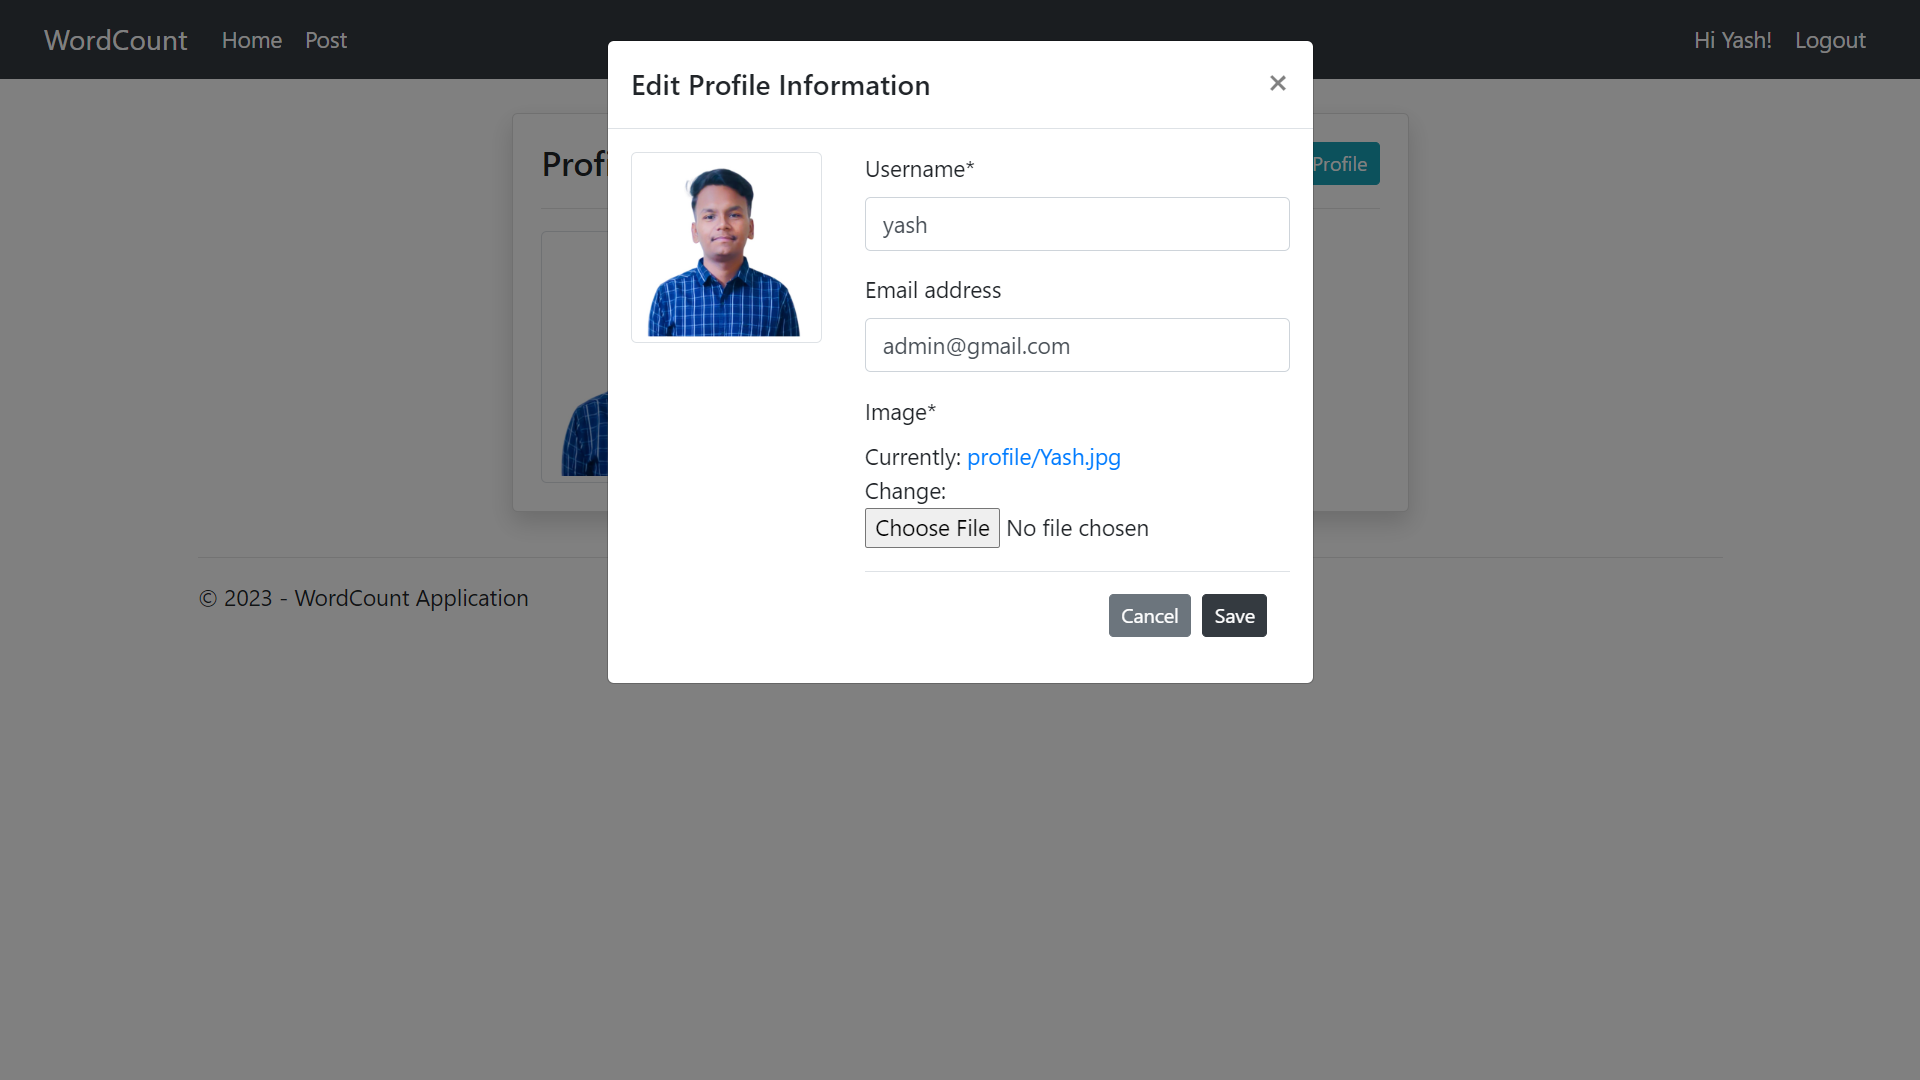 WordCount Home Post Hi Yash! Logout
Edit Profile Information ×
Profile
Username*
yash
Email address
admin@gmail.com
Image*
Currently: profile/Yash.jpg
Change:
Choose File No file chosen
Cancel Save
© 2023 - WordCount Application